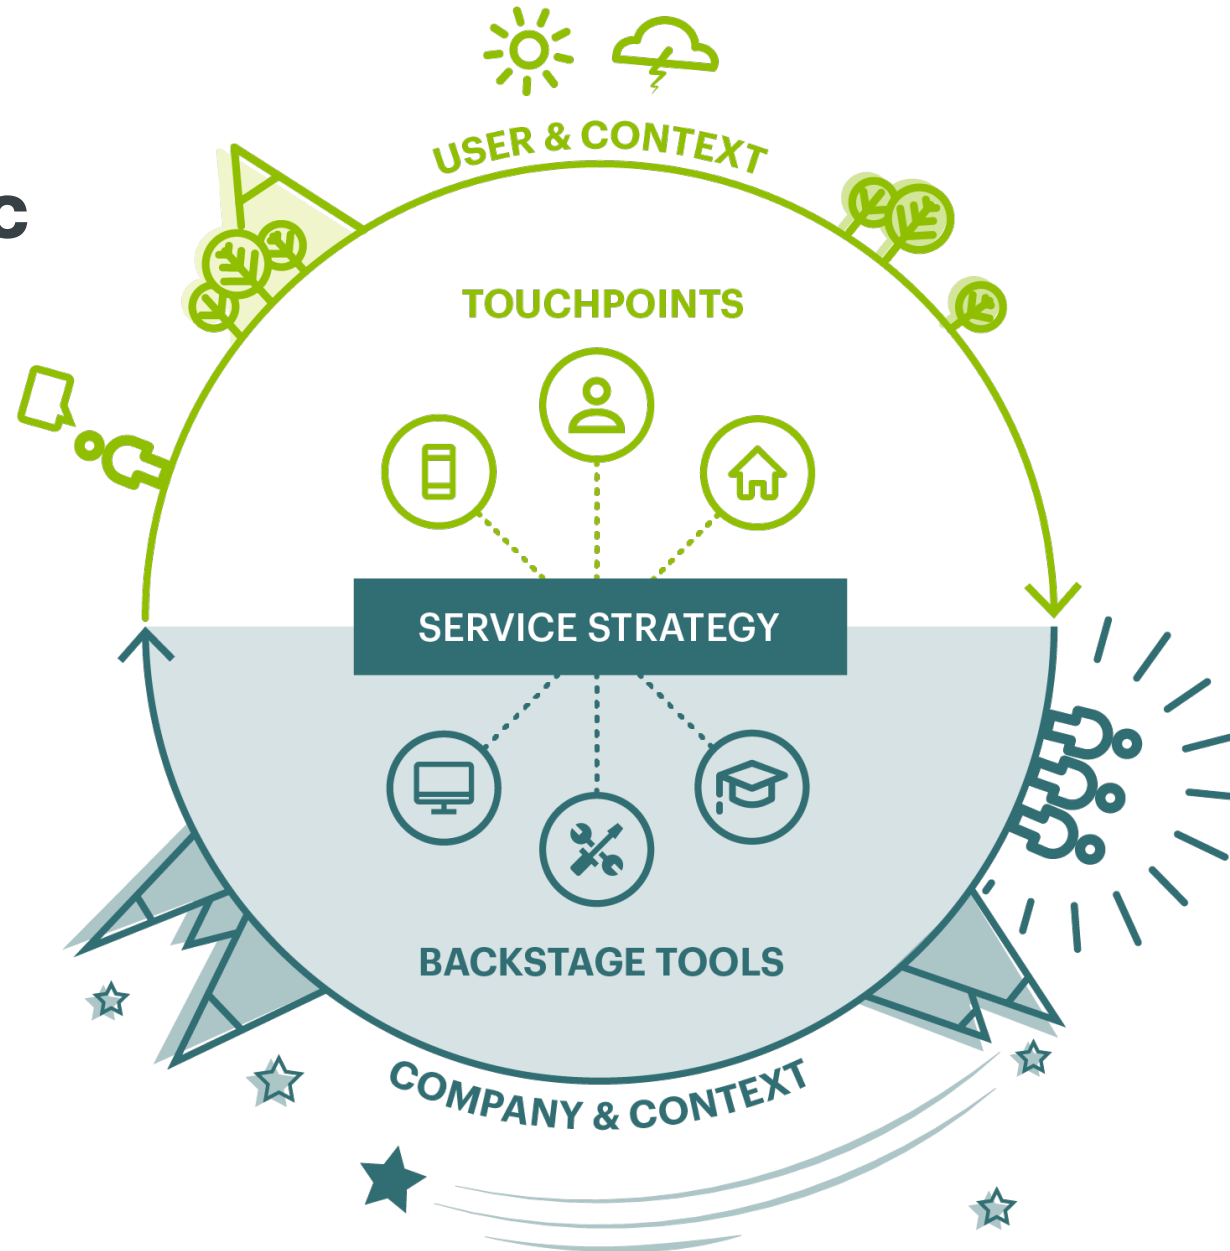 USER & CONTEXT
c
TOUCHPOINTS
SERVICE STRATEGY
BACKSTAGE TOOLS
COMPANY & CONTEXT